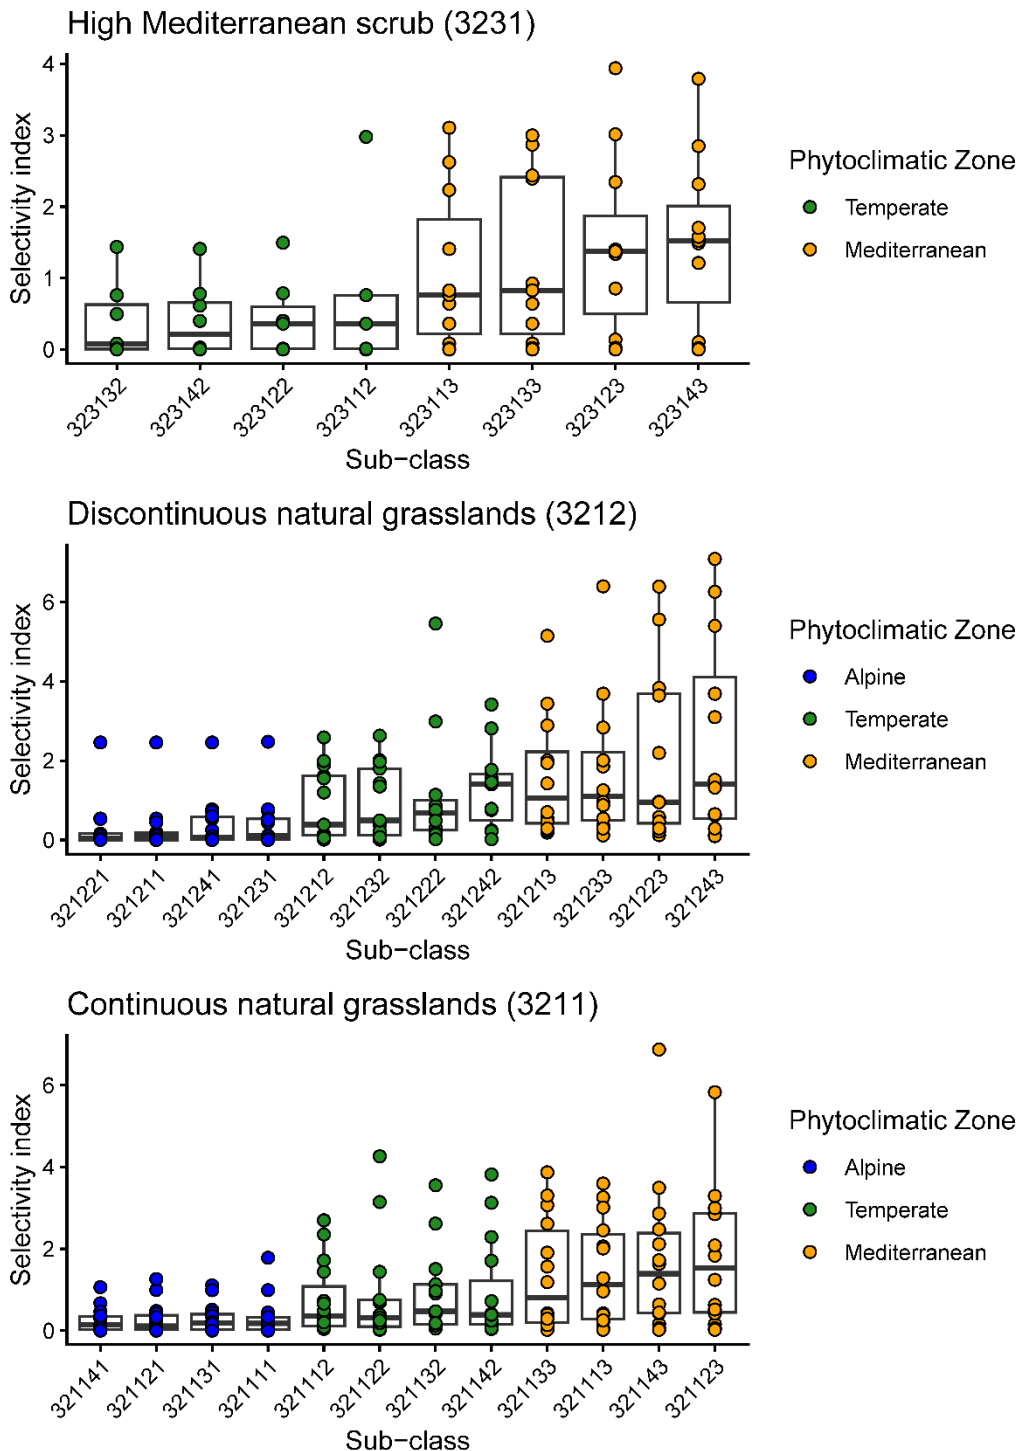 High Mediterranean scrub (3231)
Selectivity index
4
3
2
1
0
323132
323142
323122
323112
323113
323133
323123
323143
Sub−class
Phytoclimatic Zone
Temperate
Mediterranean
Discontinuous natural grasslands (3212)
Selectivity index
6
4
2
0
321221
321211
321241
321231
321212
321232
321222
321242
321213
321233
321223
321243
Sub−class
Phytoclimatic Zone
Alpine
Temperate
Mediterranean
Continuous natural grasslands (3211)
Selectivity index
6
4
2
0
321141
321121
321131
321111
321112
321122
321132
321142
321133
321113
321143
321123
Sub−class
Phytoclimatic Zone
Alpine
Temperate
Mediterranean